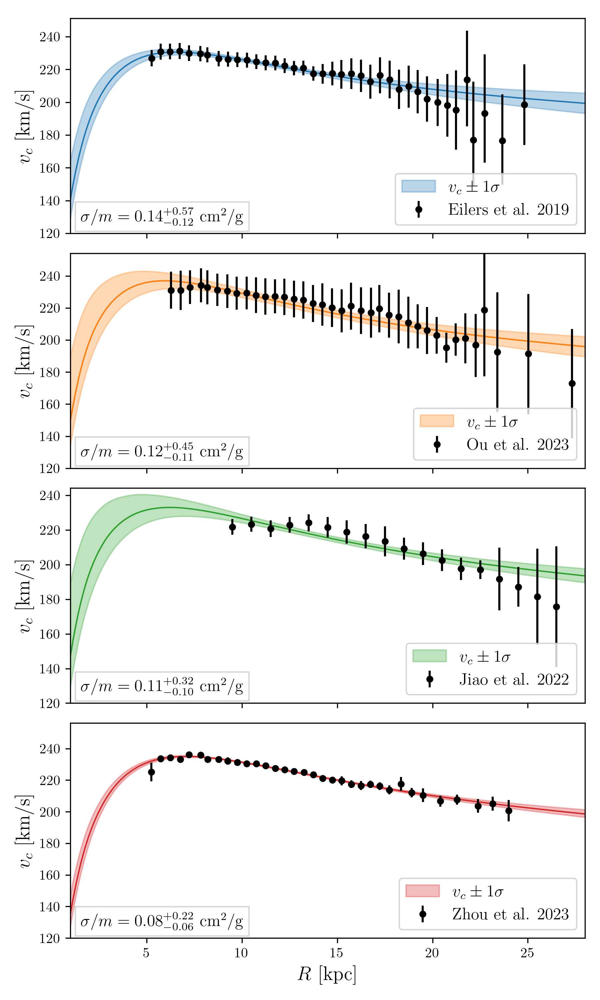 240
220
200
180
160
140
120
v_c [km/s]
v_c ± 1σ
Eilers et al. 2019
σ/m = 0.14^{+0.57}_{-0.12} cm²/g
240
220
200
180
160
140
120
v_c [km/s]
v_c ± 1σ
Ou et al. 2023
σ/m = 0.12^{+0.45}_{-0.11} cm²/g
240
220
200
180
160
140
120
v_c [km/s]
v_c ± 1σ
Jiao et al. 2022
σ/m = 0.11^{+0.32}_{-0.10} cm²/g
240
220
200
180
160
140
120
v_c [km/s]
v_c ± 1σ
Zhou et al. 2023
σ/m = 0.08^{+0.22}_{-0.06} cm²/g
5 10 15 20 25
R [kpc]